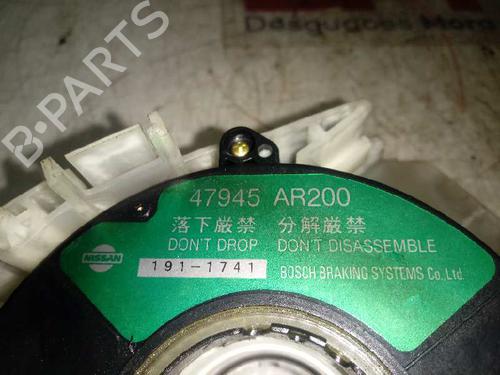 B-PARTS
Desguaces Mora
47945 AR200
落下厳禁 分解厳禁
DON'T DROP DON'T DISASSEMBLE
NISSAN
191-1741
BOSCH BRAKING SYSTEMS Co., Ltd.